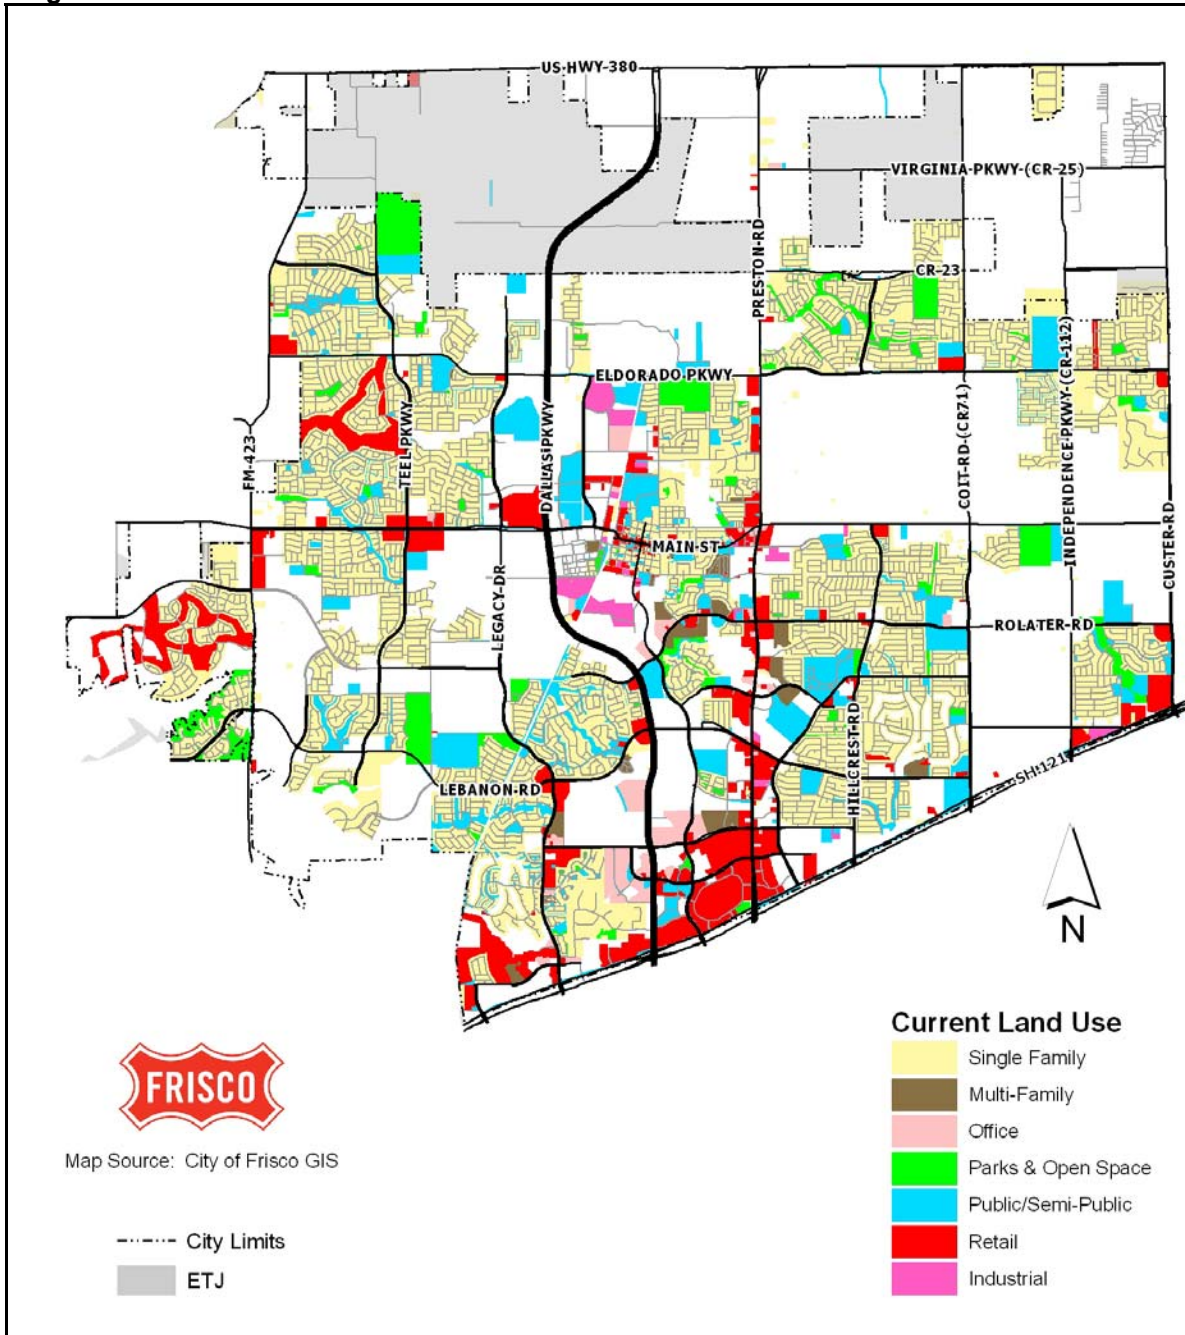 US HWY-380
VIRGINIA-PKWY-(CR-25)
PRESTON-RD
CR-23
INDEPENDENCE-PKWY-(CR-112)
ELDORADO-PKWY
DALLAS-PKWY
TEEL-PKWY
FM-423
COIT-RD-(CR71)
CUSTER-RD
MAIN-ST
LEGACY-DR
ROLATER-RD
HILLCREST-RD
LEBANON-RD
SH-121
N
FRISCO
Map Source: City of Frisco GIS
City Limits
ETJ
Current Land Use
Single Family
Multi-Family
Office
Parks & Open Space
Public/Semi-Public
Retail
Industrial